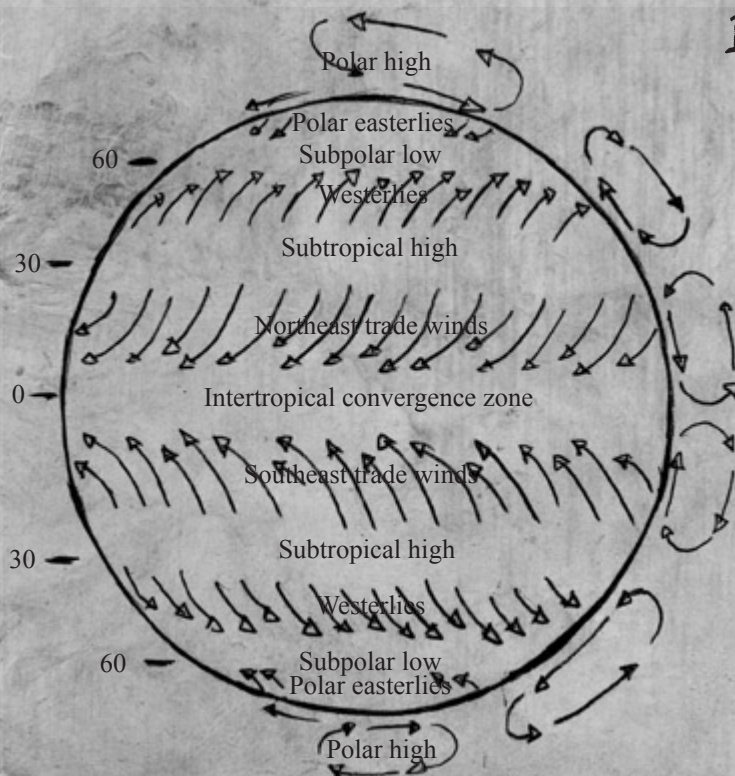 Polar high
Polar easterlies
60
Subpolar low
Westerlies
Subtropical high
30
Northeast trade winds
0
Intertropical convergence zone
Southeast trade winds
Subtropical high
30
Westerlies
60
Subpolar low
Polar easterlies
Polar high